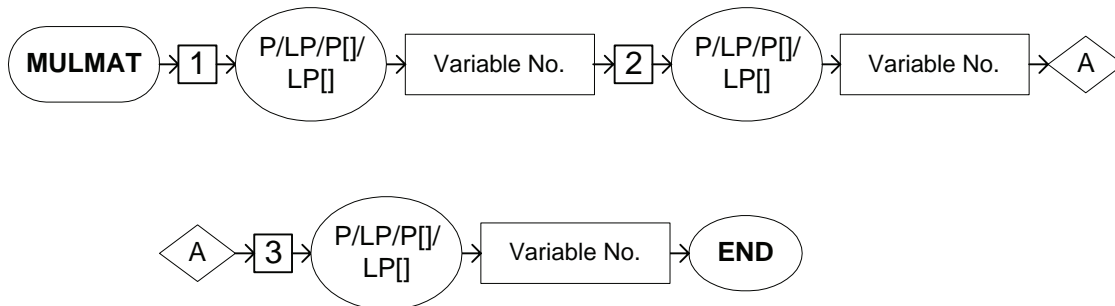 MULMAT 1 P/LP/P[]/ LP[] Variable No. 2 P/LP/P[]/ LP[] Variable No. A
A 3 P/LP/P[]/ LP[] Variable No. END